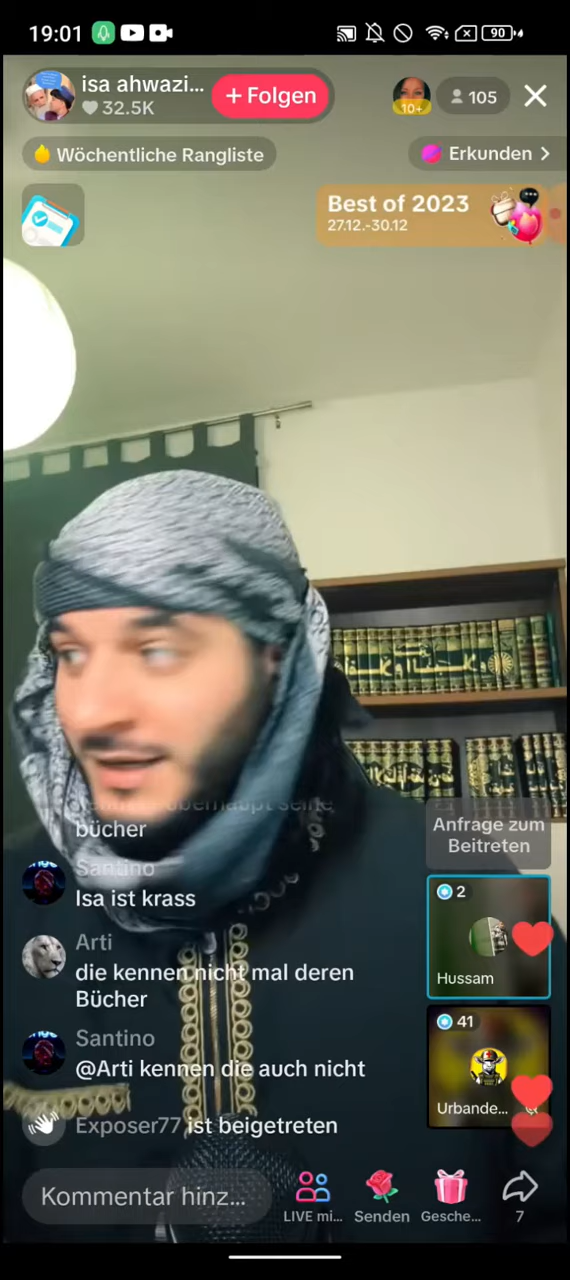 19:01
90
isa ahwazi...
32.5K
+ Folgen
10+
105
Wöchentliche Rangliste
Erkunden >
Best of 2023
27.12.-30.12
überhaupt seine
bücher
Anfrage zum
Beitreten
Santino
Isa ist krass
2
Hussam
Arti
die kennen nicht mal deren
Bücher
41
Urbande...
Santino
@Arti kennen die auch nicht
Exposer77 ist beigetreten
Kommentar hinz...
LIVE mi...
Senden
Gesche...
7